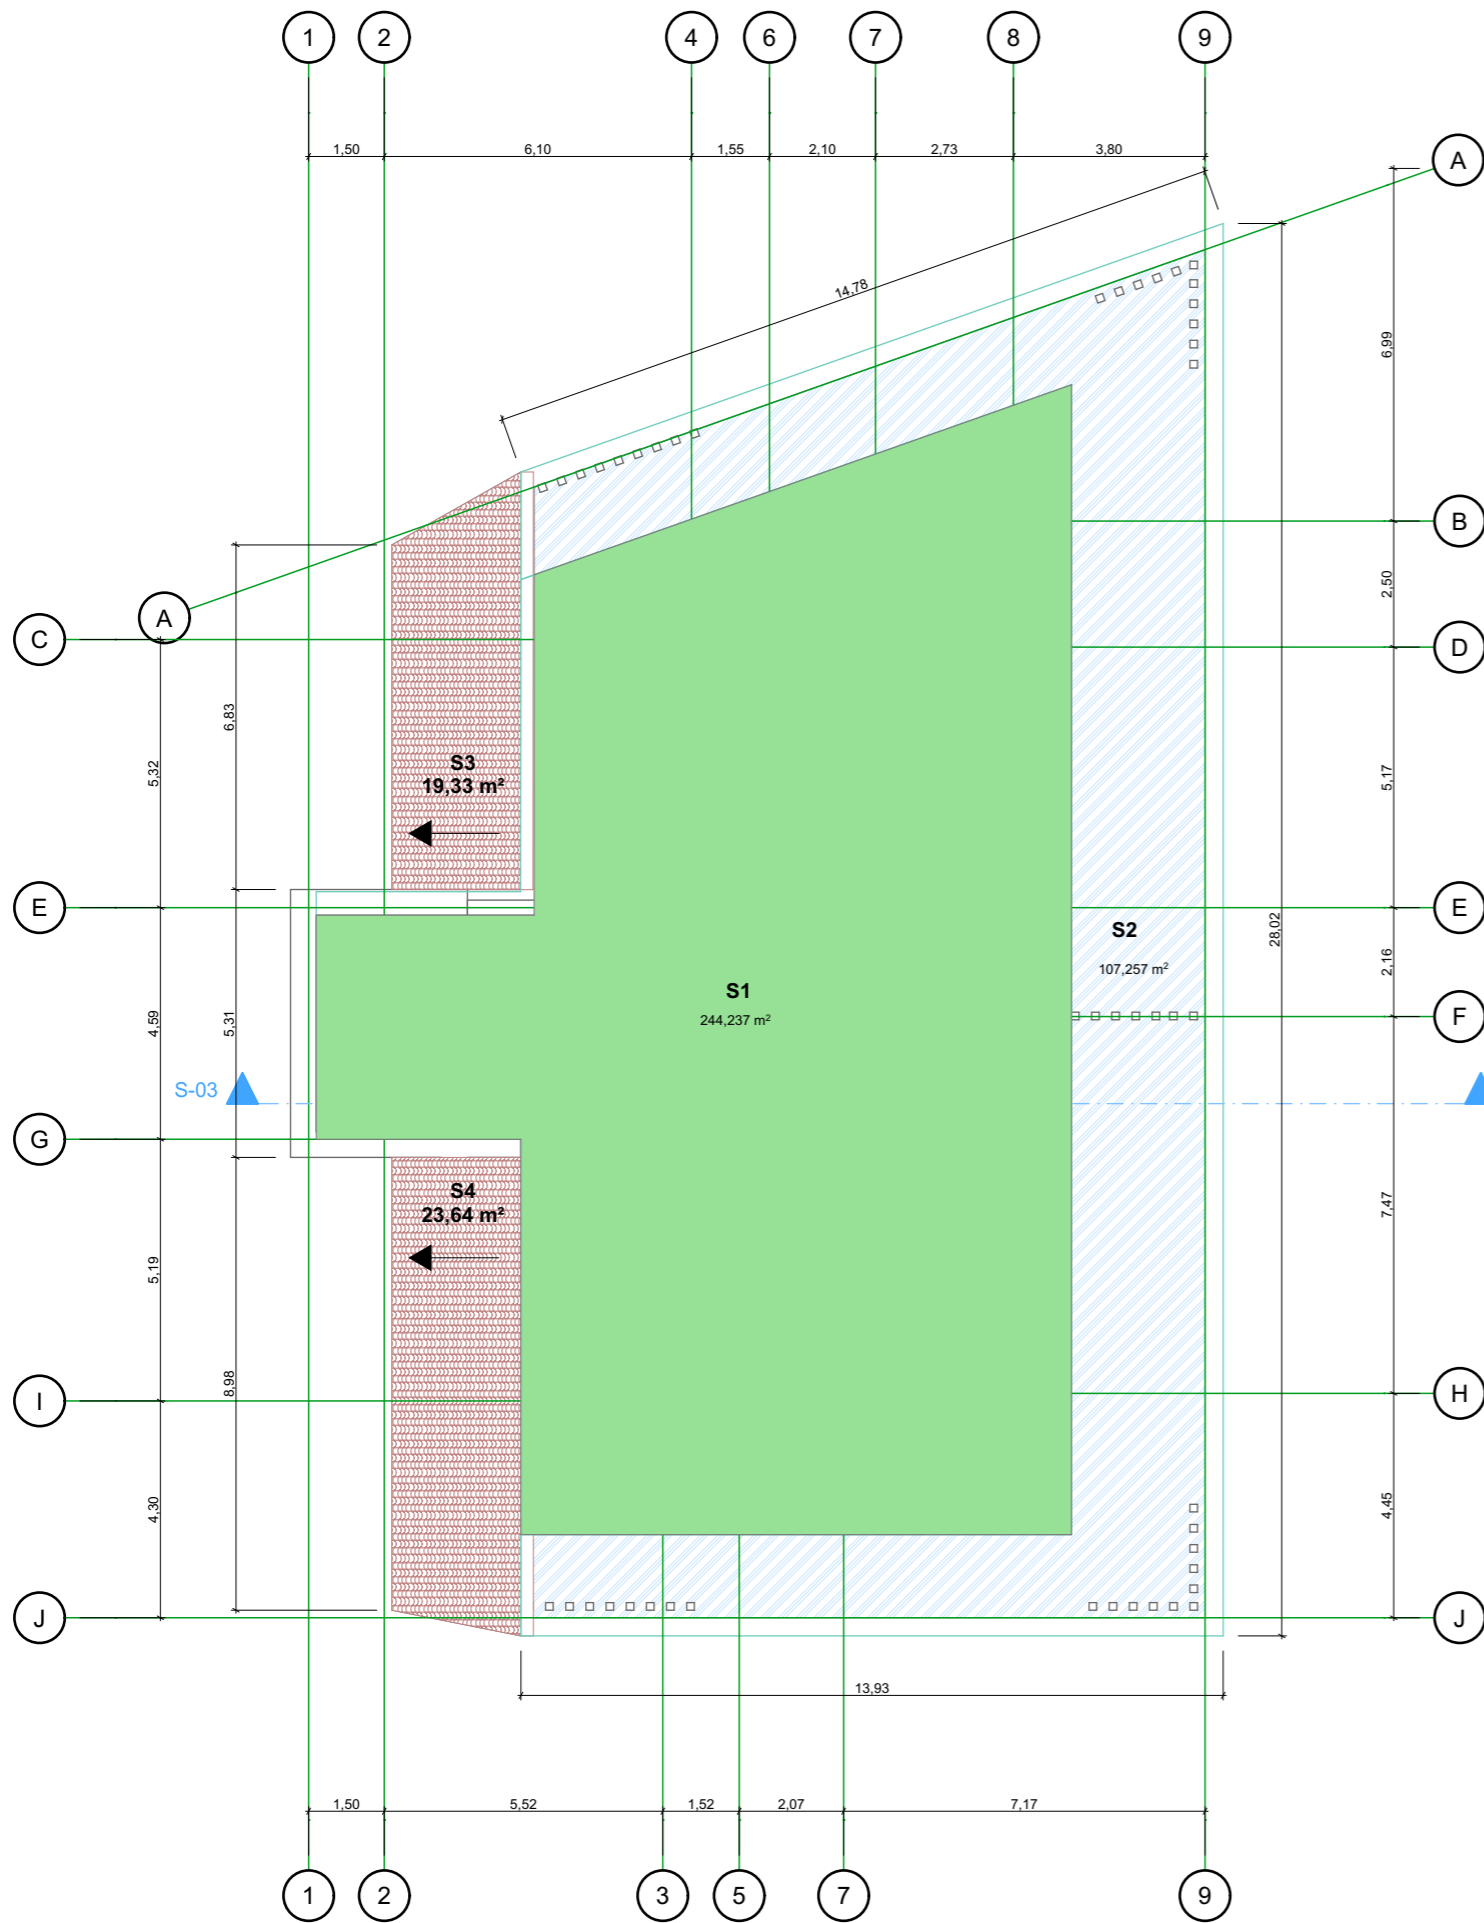 1 2 4 6 7 8 9
1,50 6,10 1,55 2,10 2,73 3,80
A
14,78
6,99
B
2,50
A
C
D
6,83
5,32
5,17
S3
19,33 m²
E
E
28,02
S2
2,16
107,257 m²
S1
244,237 m²
4,59
5,31
F
S-03
G
S4
23,64 m²
7,47
5,19
8,98
I
H
4,30
4,45
J
J
13,93
1,50 5,52 1,52 2,07 7,17
1 2 3 5 7 9